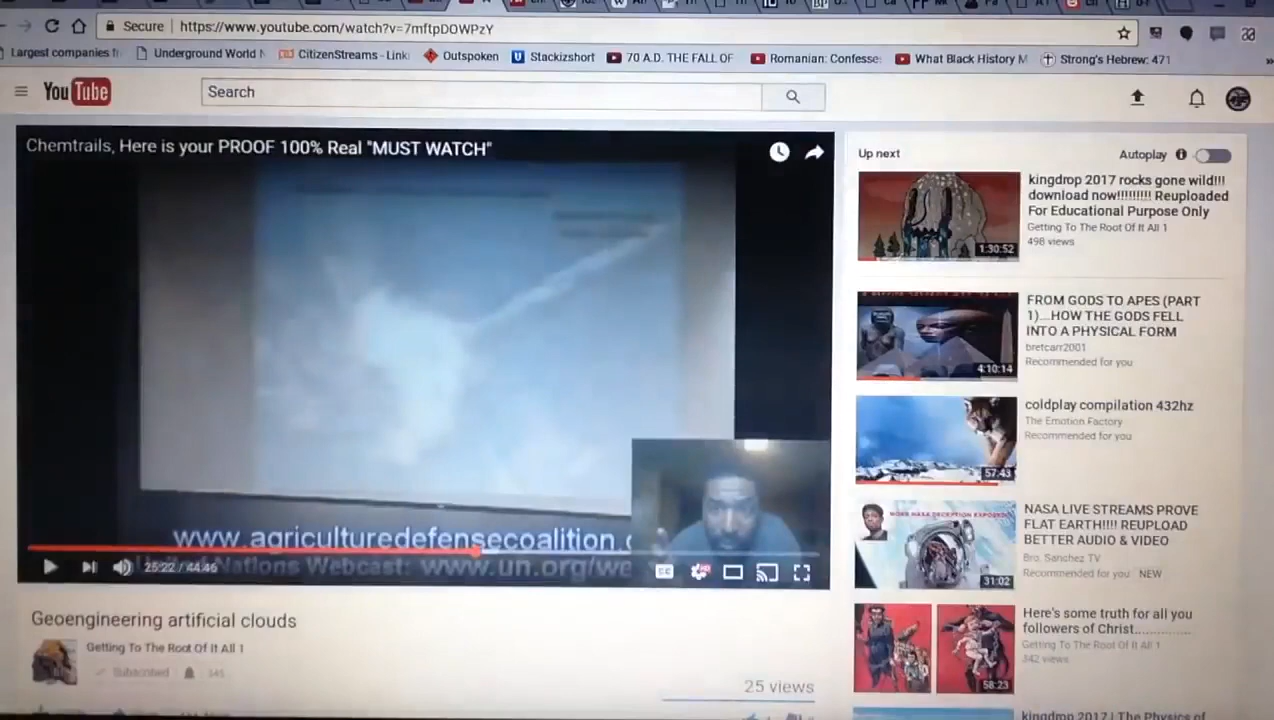 Secure
https://www.youtube.com/watch?v=7mftpDOWPzY
Largest companies
Underground World
CitizenStreams - Link
Outspoken
Stackizshort
70 A.D. THE FALL OF
Romanian: Confesse
What Black History M
Strong's Hebrew: 471
YouTube
Search
Chemtrails, Here is your PROOF 100% Real "MUST WATCH"
www.agriculturedefensecoalition.
25:22 / 44:46
Nations Webcast: www.un.org/we
Geoengineering artificial clouds
Getting To The Root Of It All 1
Subscribed
345
25 views
Up next
Autoplay
1:30:52
kingdrop 2017 rocks gone wild!!!
download now!!!!!!!!! Reuploaded
For Educational Purpose Only
Getting To The Root Of It All 1
498 views
4:10:14
FROM GODS TO APES (PART
1)...HOW THE GODS FELL
INTO A PHYSICAL FORM
bretcarr2001
Recommended for you
57:43
coldplay compilation 432hz
The Emotion Factory
Recommended for you
31:02
NASA LIVE STREAMS PROVE
FLAT EARTH!!!! REUPLOAD
BETTER AUDIO & VIDEO
Bro. Sanchez TV
Recommended for you NEW
58:23
Here's some truth for all you
followers of Christ..............
Getting To The Root Of It All 1
342 views
kingdrop 2017 | The Physics of